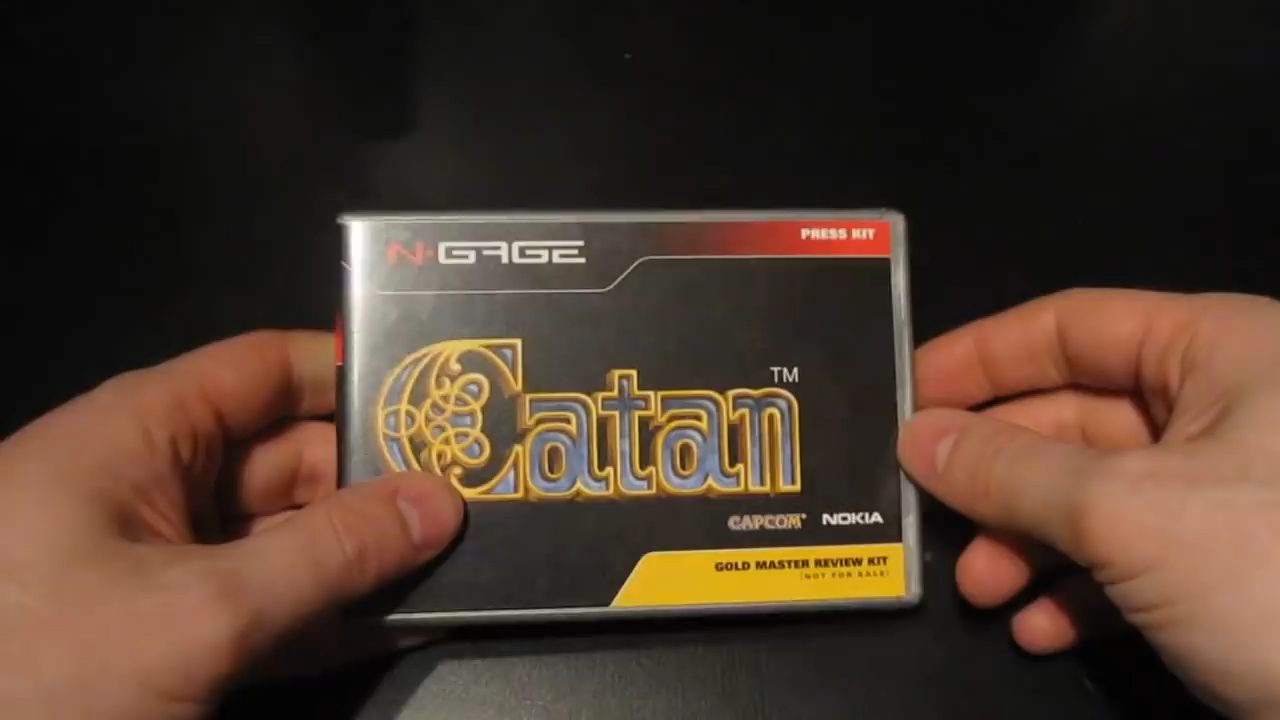 N·GAGE
PRESS KIT
Catan™
CAPCOM® NOKIA
GOLD MASTER REVIEW KIT
[NOT FOR SALE]